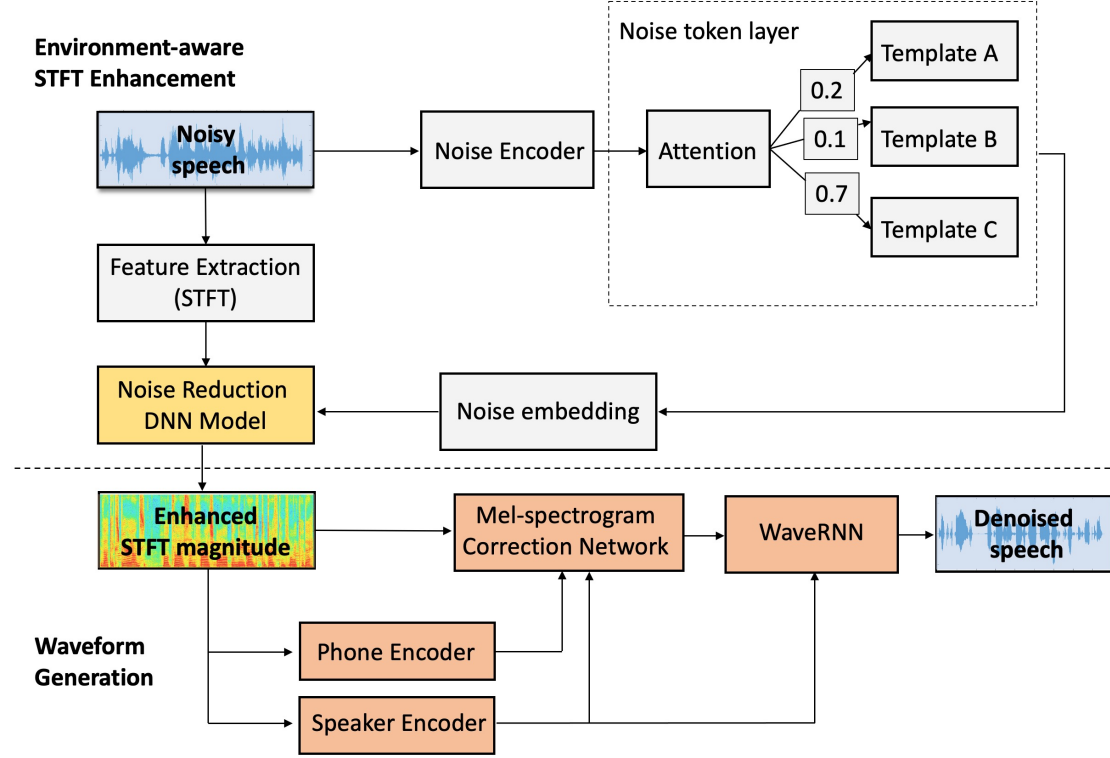 Environment-aware
STFT Enhancement
Noise token layer
Template A
0.2
Noisy
speech
Noise Encoder
Attention
0.1
Template B
0.7
Template C
Feature Extraction
(STFT)
Noise Reduction
DNN Model
Noise embedding
Enhanced
STFT magnitude
Mel-spectrogram
Correction Network
WaveRNN
Denoised
speech
Waveform
Generation
Phone Encoder
Speaker Encoder